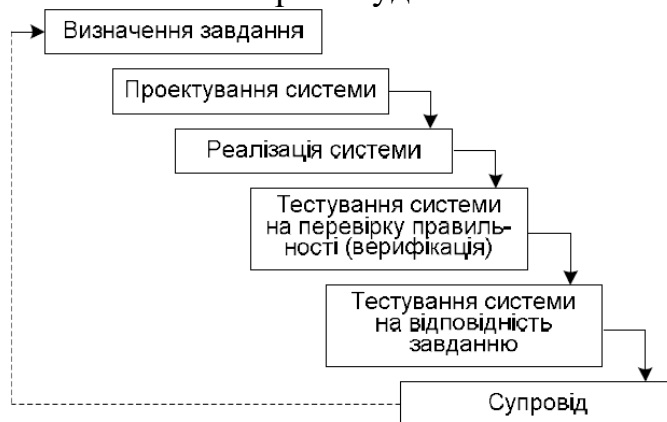 Визначення завдання
Проектування системи
Реалізація системи
Тестування системи
на перевірку правиль-
ності (верифікація)
Тестування системи
на відповідність
завданню
Супровід